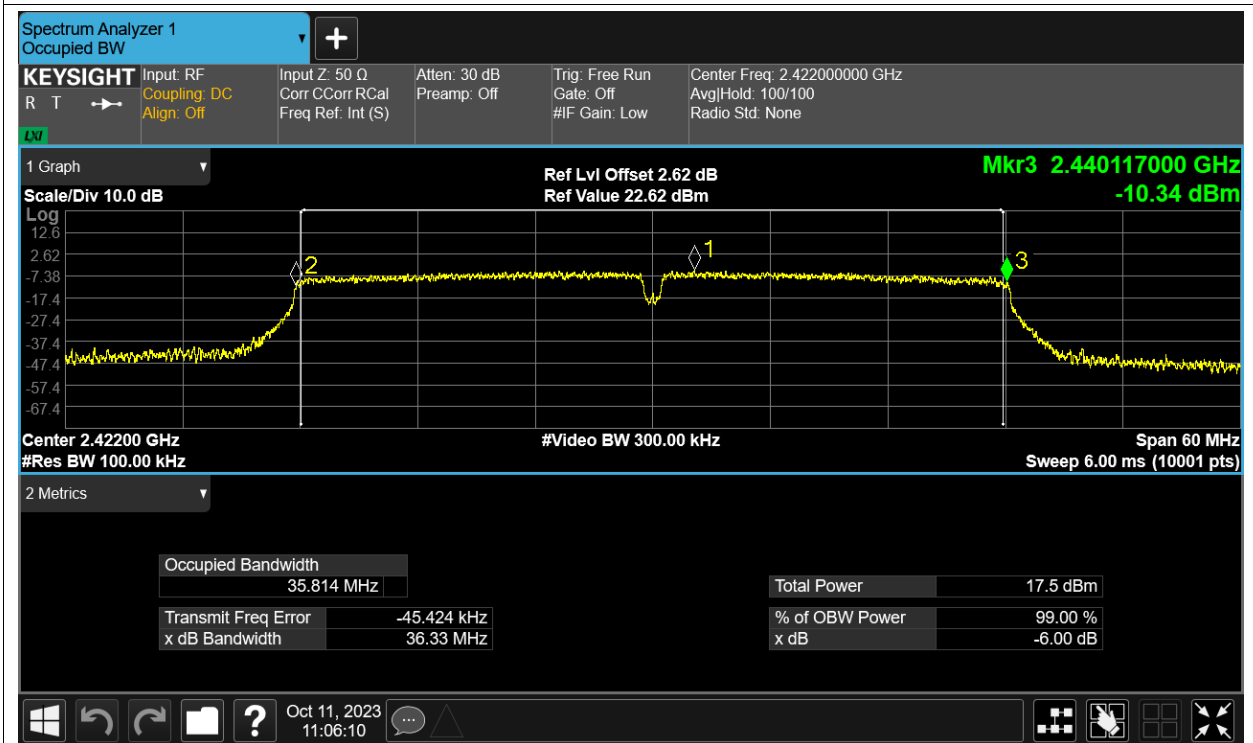 Spectrum Analyzer 1
Occupied BW
KEYSIGHT
R T
LXI
Input: RF
Coupling: DC
Align: Off
Input Z: 50 Ω
Corr CCorr RCal
Freq Ref: Int (S)
Atten: 30 dB
Preamp: Off
Trig: Free Run
Gate: Off
#IF Gain: Low
Center Freq: 2.422000000 GHz
Avg|Hold: 100/100
Radio Std: None
1 Graph
Scale/Div 10.0 dB
Ref Lvl Offset 2.62 dB
Ref Value 22.62 dBm
Mkr3 2.440117000 GHz
-10.34 dBm
Log
12.6
2.62
-7.38
-17.4
-27.4
-37.4
-47.4
-57.4
-67.4
2
1
3
Center 2.42200 GHz
#Res BW 100.00 kHz
#Video BW 300.00 kHz
Span 60 MHz
Sweep 6.00 ms (10001 pts)
2 Metrics
Occupied Bandwidth
35.814 MHz
Transmit Freq Error -45.424 kHz
x dB Bandwidth 36.33 MHz
Total Power 17.5 dBm
% of OBW Power 99.00 %
x dB -6.00 dB
?
Oct 11, 2023
11:06:10